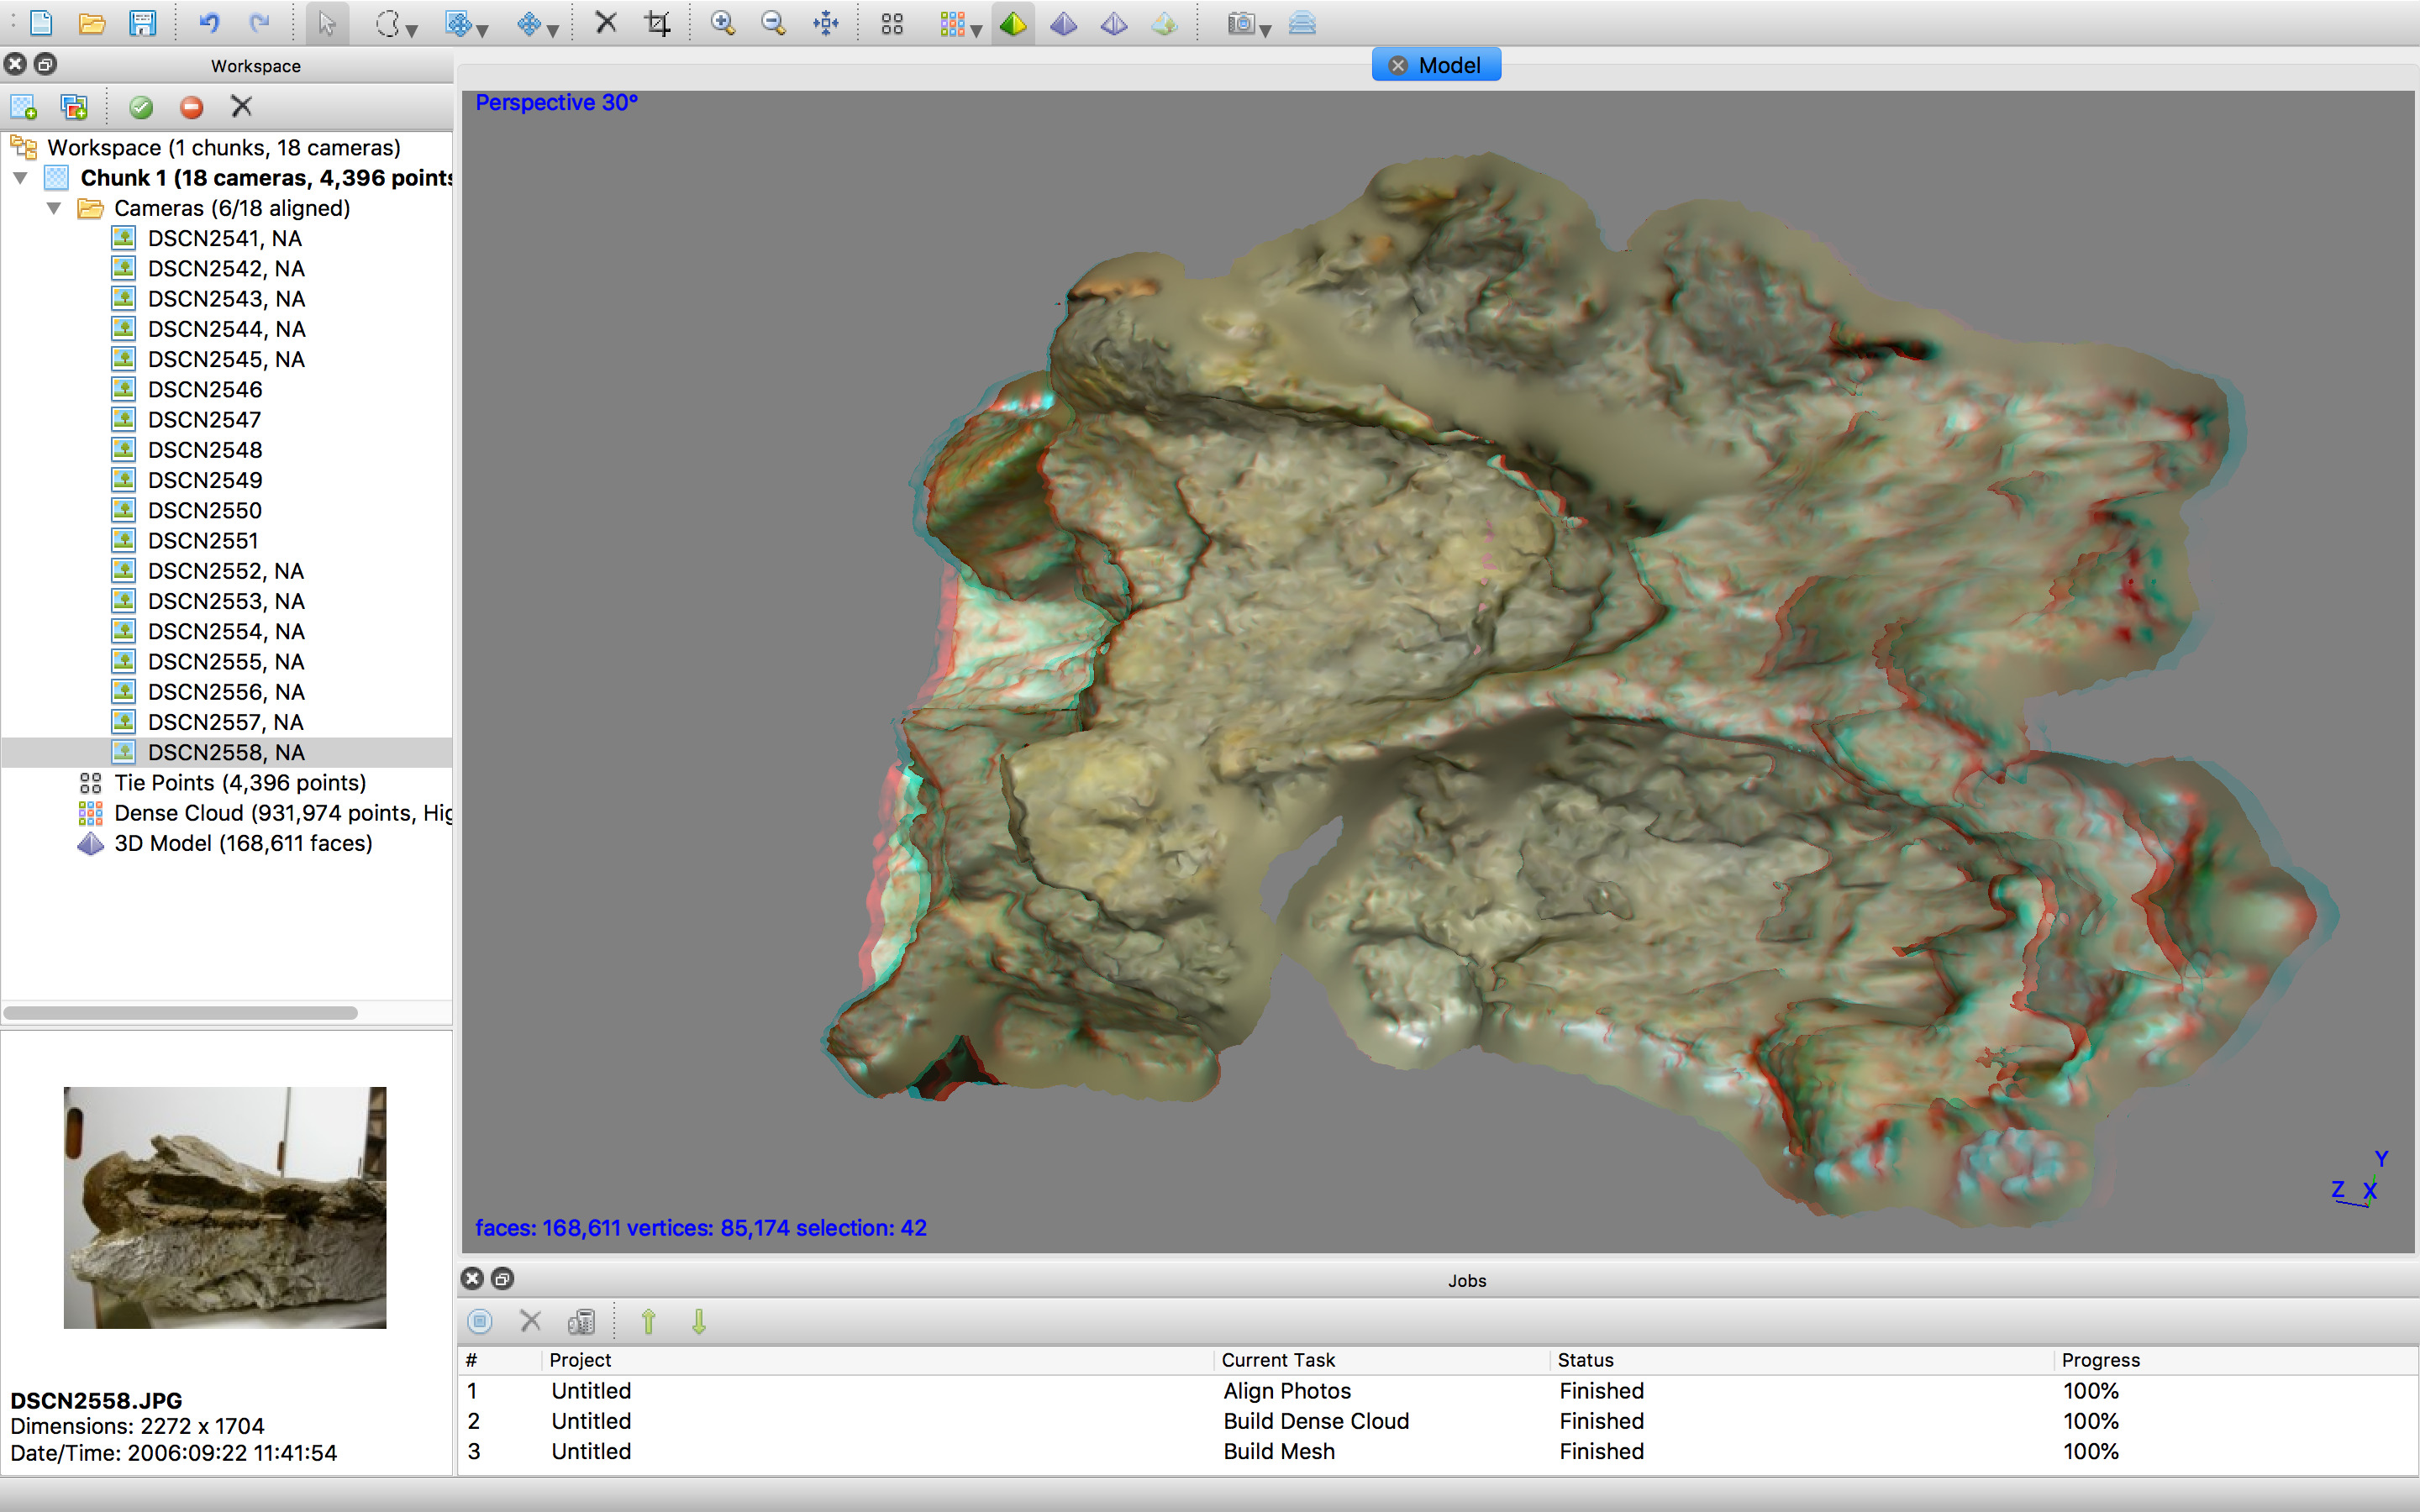 Workspace
Model
Perspective 30°
Workspace (1 chunks, 18 cameras)
Chunk 1 (18 cameras, 4,396 points
Cameras (6/18 aligned)
DSCN2541, NA
DSCN2542, NA
DSCN2543, NA
DSCN2544, NA
DSCN2545, NA
DSCN2546
DSCN2547
DSCN2548
DSCN2549
DSCN2550
DSCN2551
DSCN2552, NA
DSCN2553, NA
DSCN2554, NA
DSCN2555, NA
DSCN2556, NA
DSCN2557, NA
DSCN2558, NA
Tie Points (4,396 points)
Dense Cloud (931,974 points, Hig
3D Model (168,611 faces)
DSCN2558.JPG
Dimensions: 2272 x 1704
Date/Time: 2006:09:22 11:41:54
Y
Z X
faces: 168,611 vertices: 85,174 selection: 42
Jobs
# Project Current Task Status Progress
1 Untitled Align Photos Finished 100%
2 Untitled Build Dense Cloud Finished 100%
3 Untitled Build Mesh Finished 100%